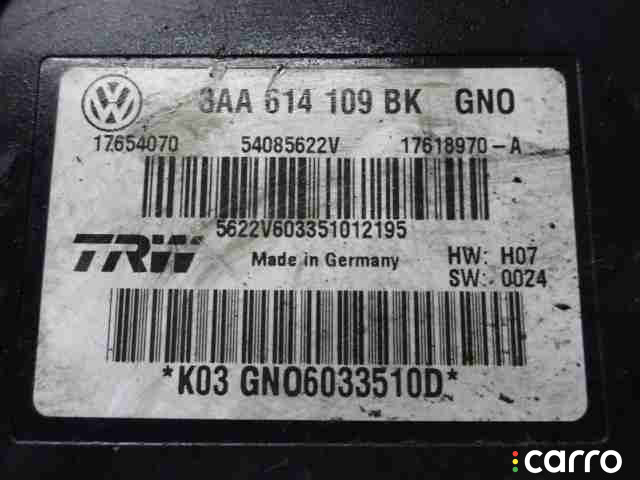 3AA 614 109 BK GNO
17654070 54085622V 17618970-A
5622V603351012195
TRW Made in Germany HW: H07
SW: 0024
*K03 GNO6033510D*
carro